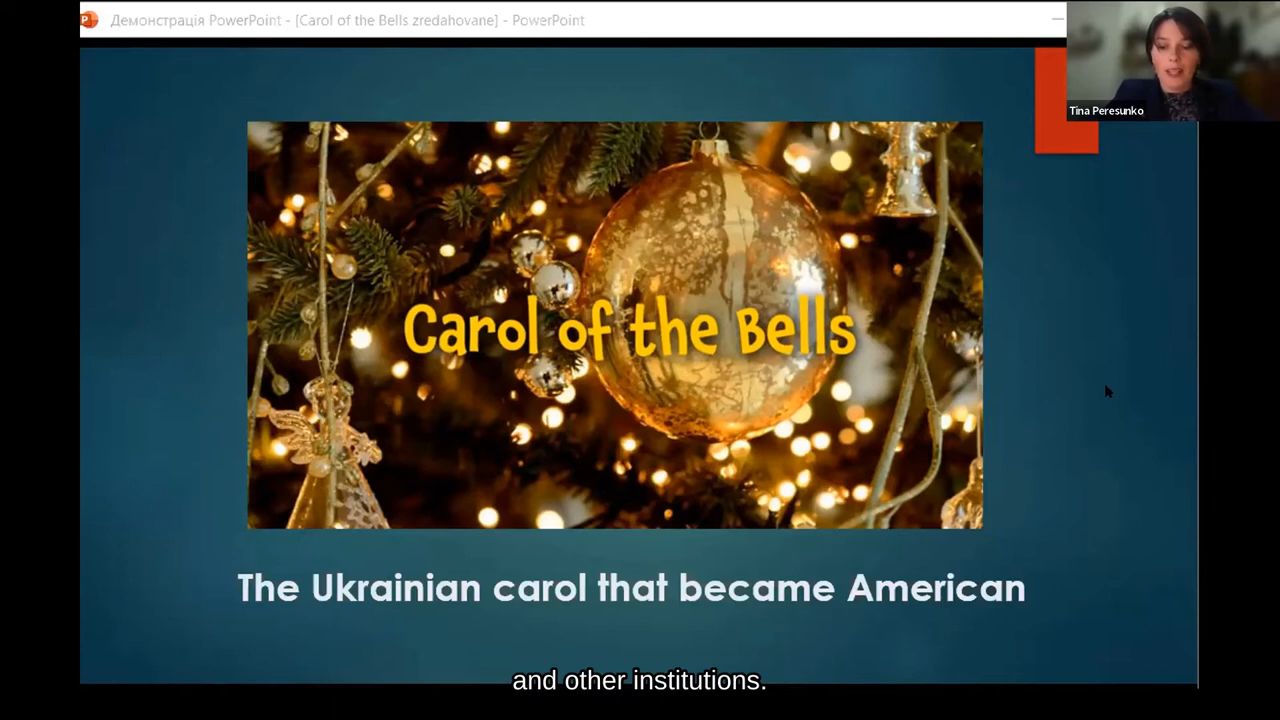 P
Демонстрація PowerPoint - [Carol of the Bells zredahovane] - PowerPoint
Tina Peresunko
Carol of the Bells
The Ukrainian carol that became American
and other institutions.